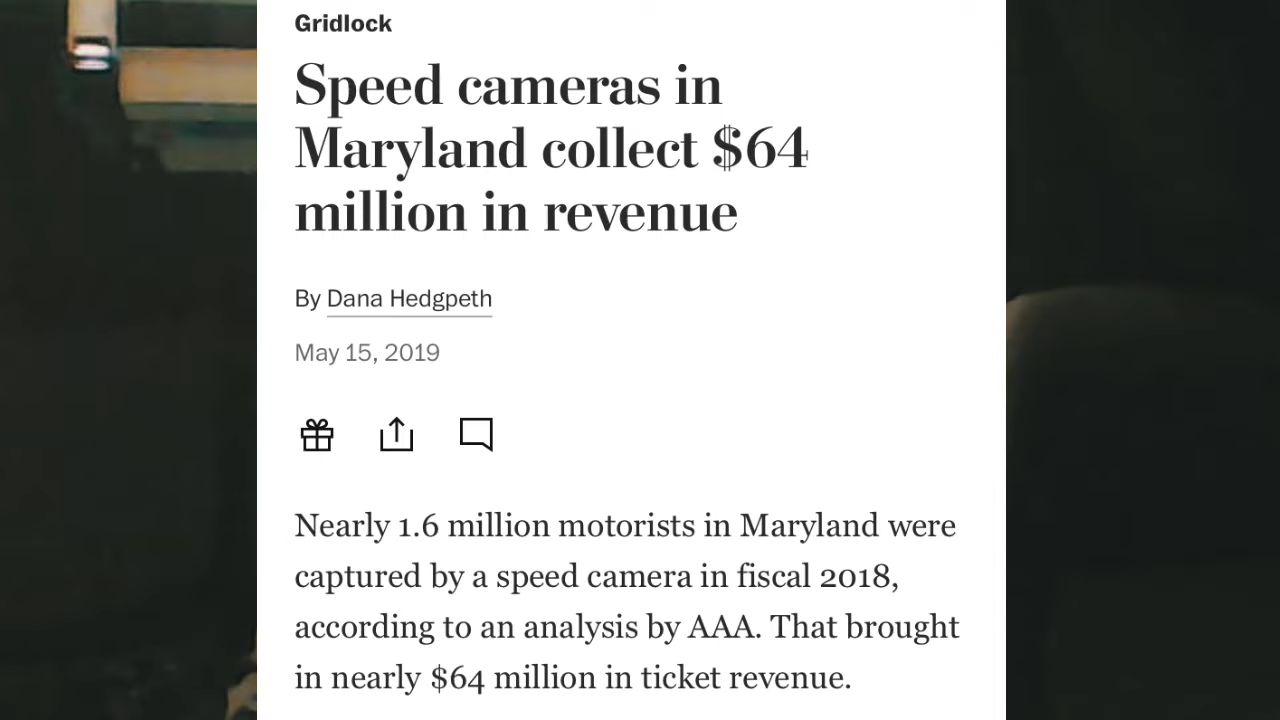 Gridlock
Speed cameras in
Maryland collect $64
million in revenue
By Dana Hedgpeth
May 15, 2019
Nearly 1.6 million motorists in Maryland were
captured by a speed camera in fiscal 2018,
according to an analysis by AAA. That brought
in nearly $64 million in ticket revenue.